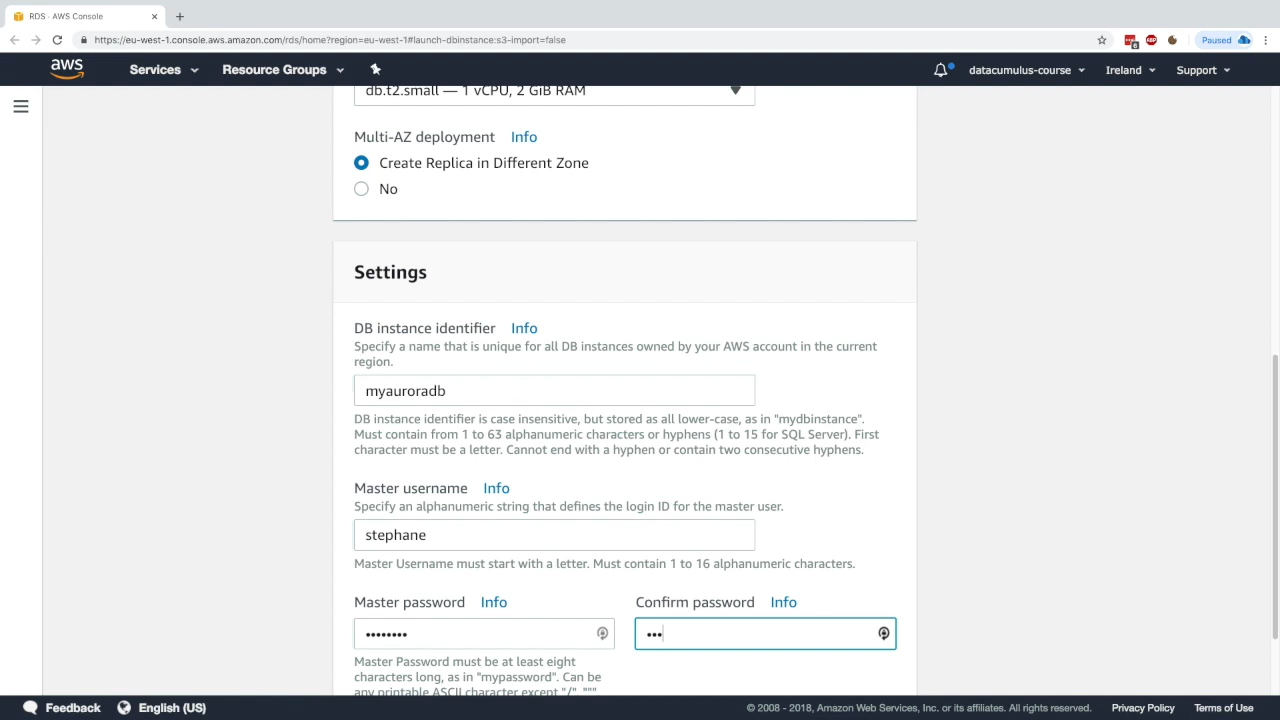 RDS · AWS Console
https://eu-west-1.console.aws.amazon.com/rds/home?region=eu-west-1#launch-dbinstance:s3-import=false
ABP
Paused
aws
Services
Resource Groups
datacumulus-course
Ireland
Support
db.t2.small — 1 vCPU, 2 GiB RAM
Multi-AZ deployment Info
Create Replica in Different Zone
No
Settings
DB instance identifier Info
Specify a name that is unique for all DB instances owned by your AWS account in the current
region.
myauroradb
DB instance identifier is case insensitive, but stored as all lower-case, as in "mydbinstance".
Must contain from 1 to 63 alphanumeric characters or hyphens (1 to 15 for SQL Server). First
character must be a letter. Cannot end with a hyphen or contain two consecutive hyphens.
Master username Info
Specify an alphanumeric string that defines the login ID for the master user.
stephane
Master Username must start with a letter. Must contain 1 to 16 alphanumeric characters.
Master password Info
Confirm password Info
••••••••
•••
Master Password must be at least eight
characters long, as in "mypassword". Can be
any printable ASCII character except "/", """,
Feedback
English (US)
© 2008 - 2018, Amazon Web Services, Inc. or its affiliates. All rights reserved.
Privacy Policy
Terms of Use